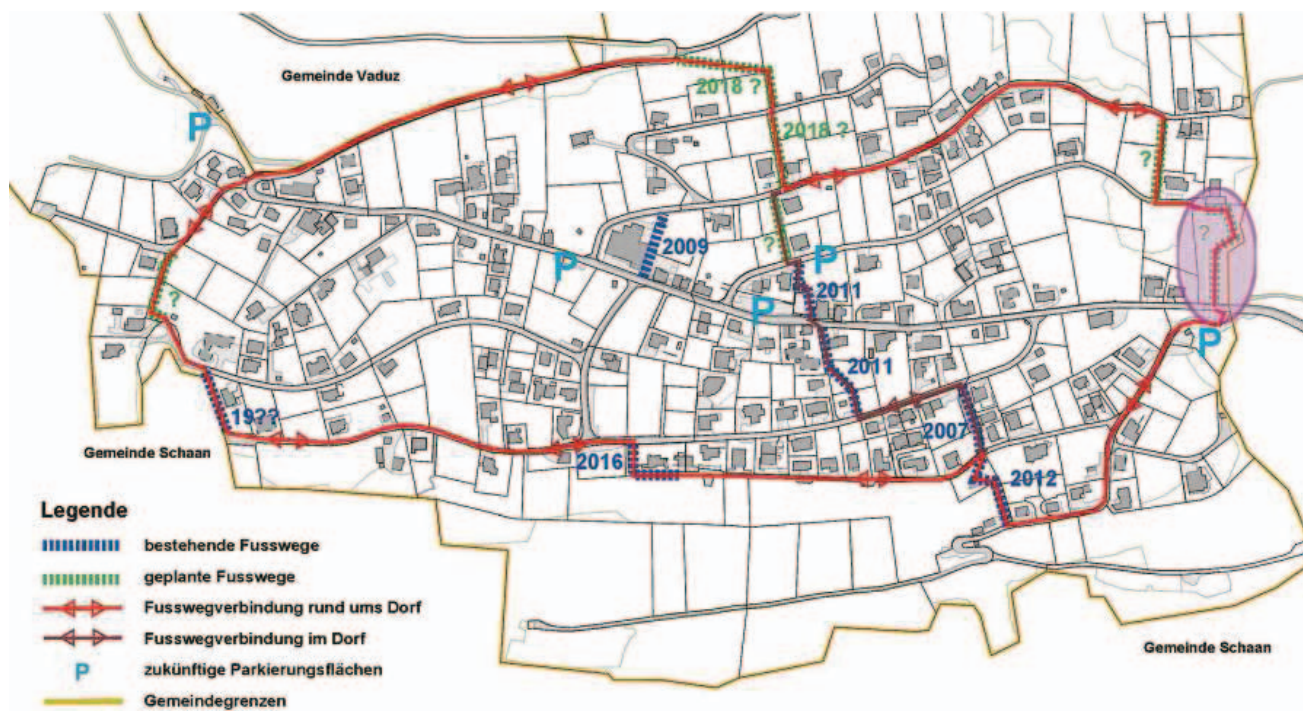 Gemeinde Vaduz
2018 ?
P
2018 ?
?
2009
?
?
P
P
2011
P
?
P
2011
19??
2007
Gemeinde Schaan
2016
2012
Legende
bestehende Fusswege
geplante Fusswege
Fusswegverbindung rund ums Dorf
Fusswegverbindung im Dorf
Gemeinde Schaan
P zukünftige Parkierungsflächen
Gemeindegrenzen